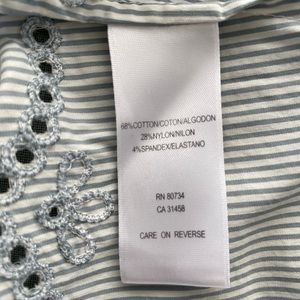 68%COTTON/COTON/ALGODON
28%NYLON/NILON
4%SPANDEX/ELASTANO
RN 80734
CA 31458
CARE ON REVERSE